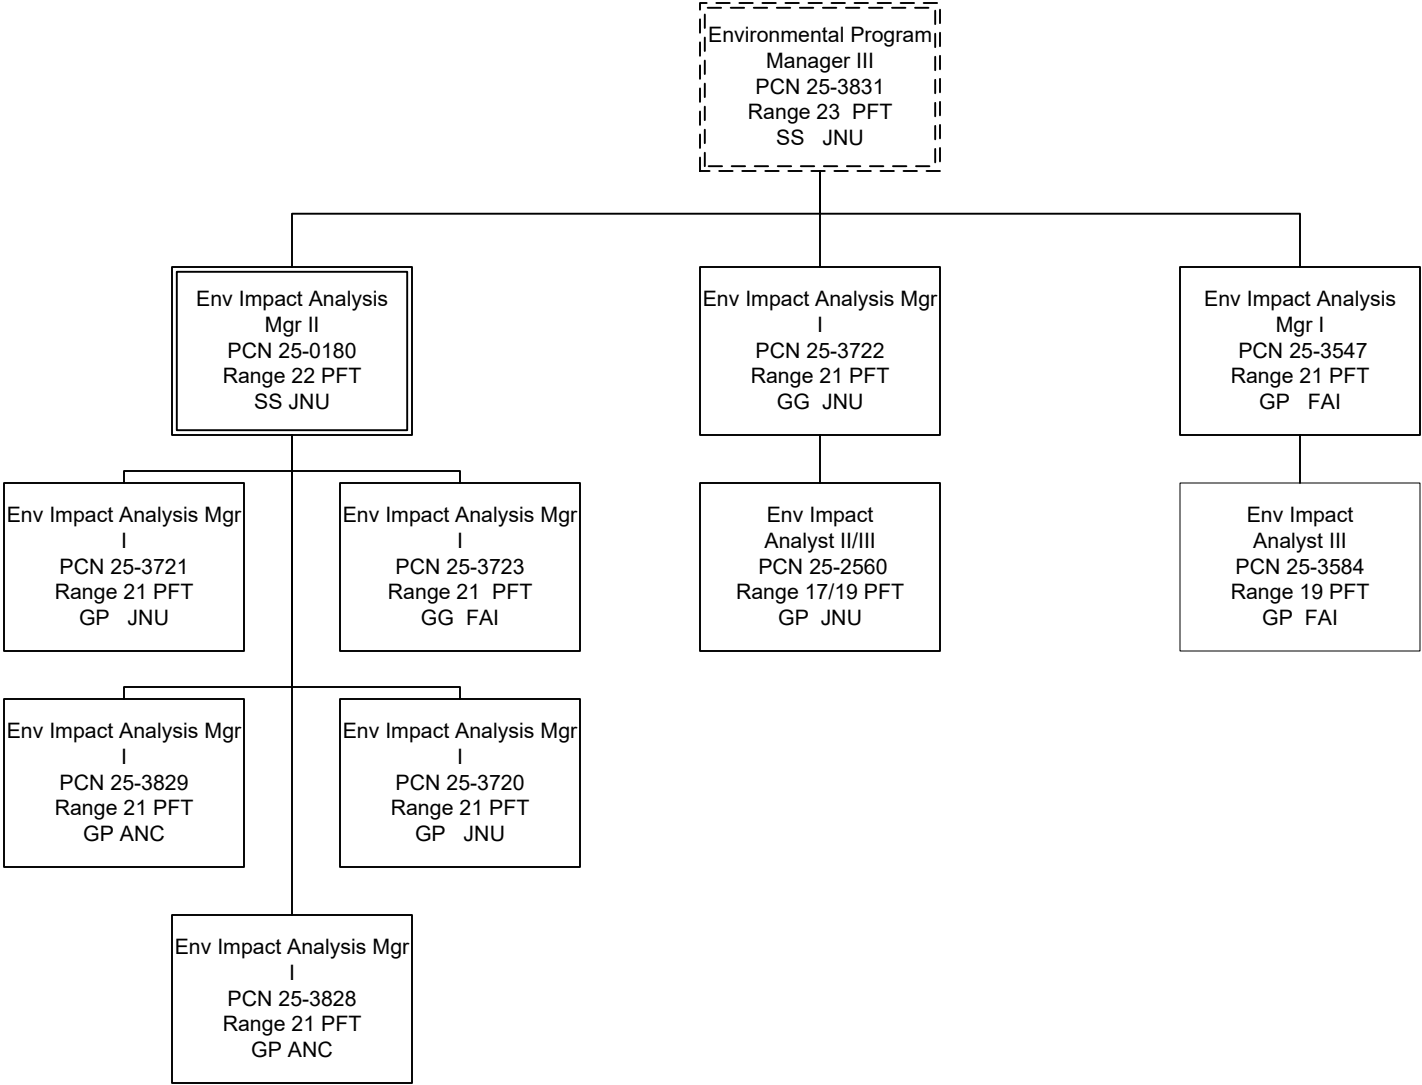 Environmental Program
Manager III
PCN 25-3831
Range 23  PFT
SS   JNU
Env Impact Analysis
Mgr II
PCN 25-0180
Range 22 PFT
SS JNU
Env Impact Analysis Mgr
I
PCN 25-3722
Range 21 PFT
GG  JNU
Env Impact Analysis
Mgr I
PCN 25-3547
Range 21 PFT
GP   FAI
Env Impact Analysis Mgr
I
PCN 25-3721
Range 21 PFT
GP   JNU
Env Impact Analysis Mgr
I
PCN 25-3723
Range 21  PFT
GG  FAI
Env Impact
Analyst II/III
PCN 25-2560
Range 17/19 PFT
GP  JNU
Env Impact
Analyst III
PCN 25-3584
Range 19 PFT
GP  FAI
Env Impact Analysis Mgr
I
PCN 25-3829
Range 21 PFT
GP ANC
Env Impact Analysis Mgr
I
PCN 25-3720
Range 21 PFT
GP   JNU
Env Impact Analysis Mgr
I
PCN 25-3828
Range 21 PFT
GP ANC